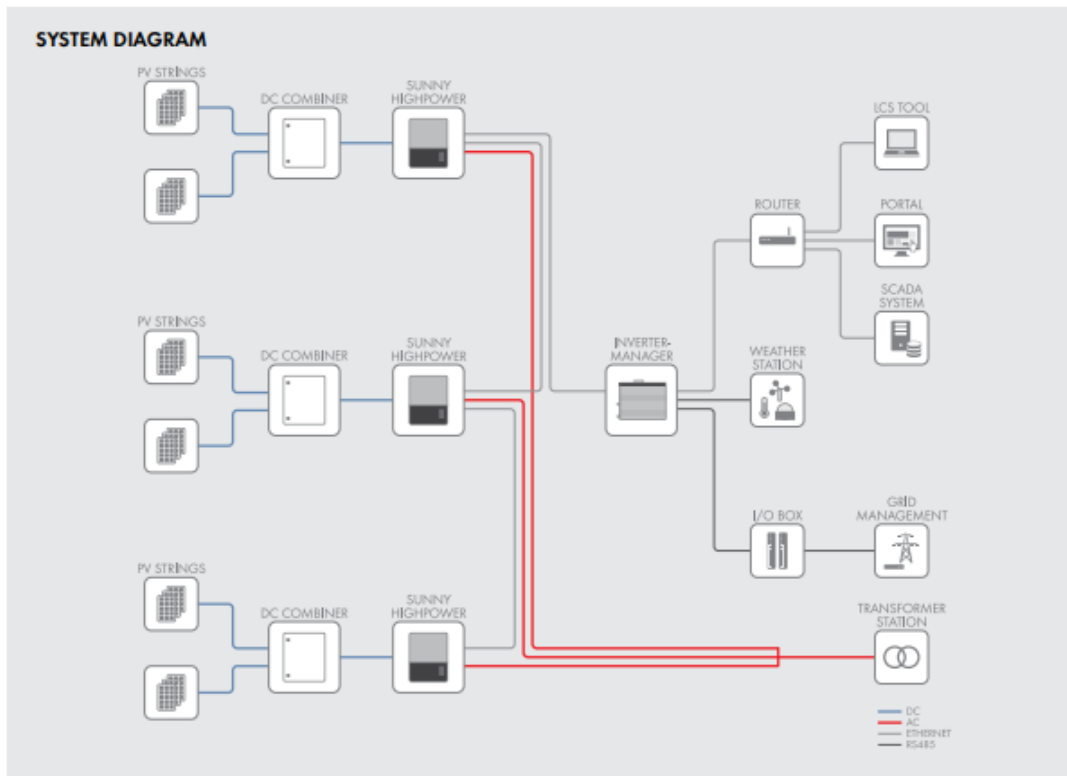 SYSTEM DIAGRAM
PV STRINGS
DC COMBINER
SUNNY
HIGHPOWER
LCS TOOL
ROUTER
PORTAL
SCADA
SYSTEM
PV STRINGS
DC COMBINER
SUNNY
HIGHPOWER
INVERTER-
MANAGER
WEATHER
STATION
I/O BOX
GRID
MANAGEMENT
PV STRINGS
DC COMBINER
SUNNY
HIGHPOWER
TRANSFORMER
STATION
DC
AC
ETHERNET
RS485